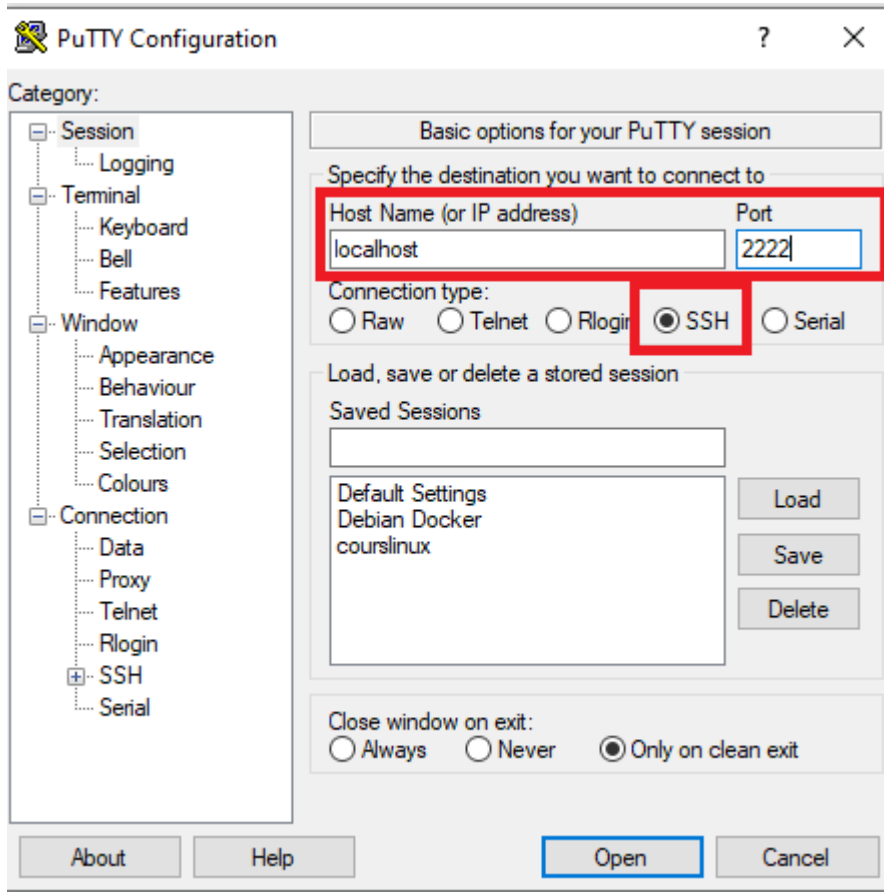 PuTTY Configuration ? ×
Category:
Session
Logging
Terminal
Keyboard
Bell
Features
Window
Appearance
Behaviour
Translation
Selection
Colours
Connection
Data
Proxy
Telnet
Rlogin
SSH
Serial
Basic options for your PuTTY session
Specify the destination you want to connect to
Host Name (or IP address) Port
localhost 2222
Connection type:
Raw Telnet Rlogin SSH Serial
Load, save or delete a stored session
Saved Sessions
Default Settings
Debian Docker
courslinux
Load
Save
Delete
Close window on exit:
Always Never Only on clean exit
About Help Open Cancel